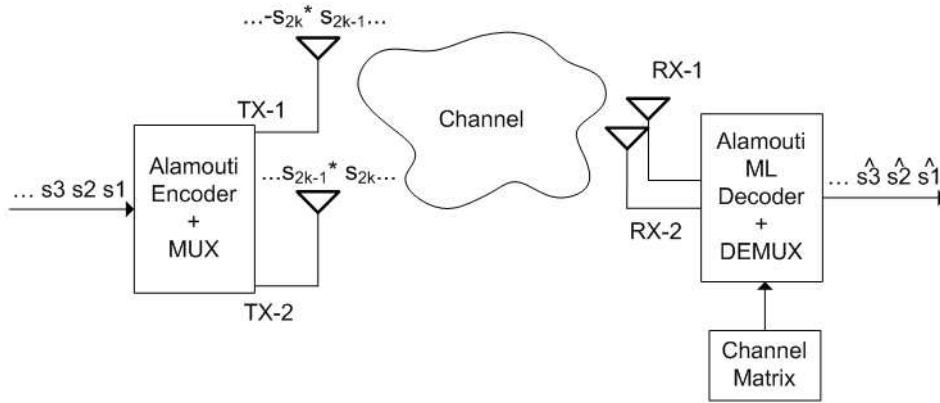 ...-s₂ₖ* s₂ₖ₋₁...
TX-1
Alamouti
Encoder
+
MUX
... s3 s2 s1
...s₂ₖ₋₁* s₂ₖ...
TX-2
Channel
RX-1
RX-2
Alamouti
ML
Decoder
+
DEMUX
... ŝ3 ŝ2 ŝ1
Channel
Matrix